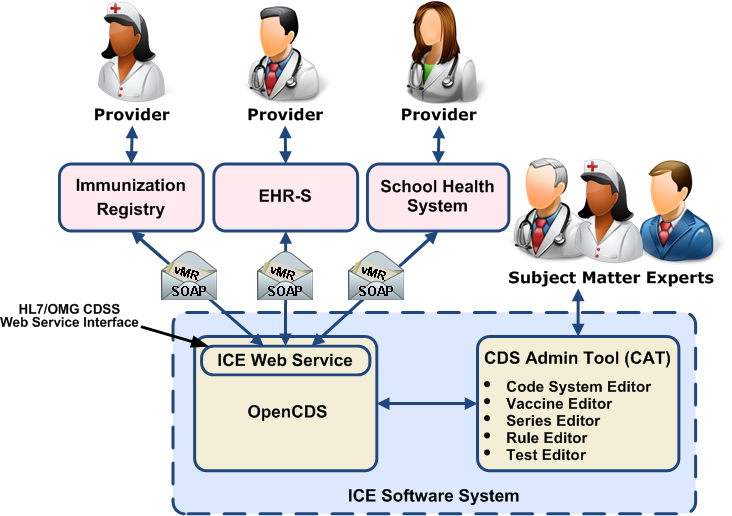 Provider
Provider
Provider
Immunization
Registry
EHR-S
School Health
System
Subject Matter Experts
vMR
SOAP
vMR
SOAP
vMR
SOAP
HL7/OMG CDSS
Web Service Interface
ICE Web Service
OpenCDS
CDS Admin Tool (CAT)
• Code System Editor
• Vaccine Editor
• Series Editor
• Rule Editor
• Test Editor
ICE Software System